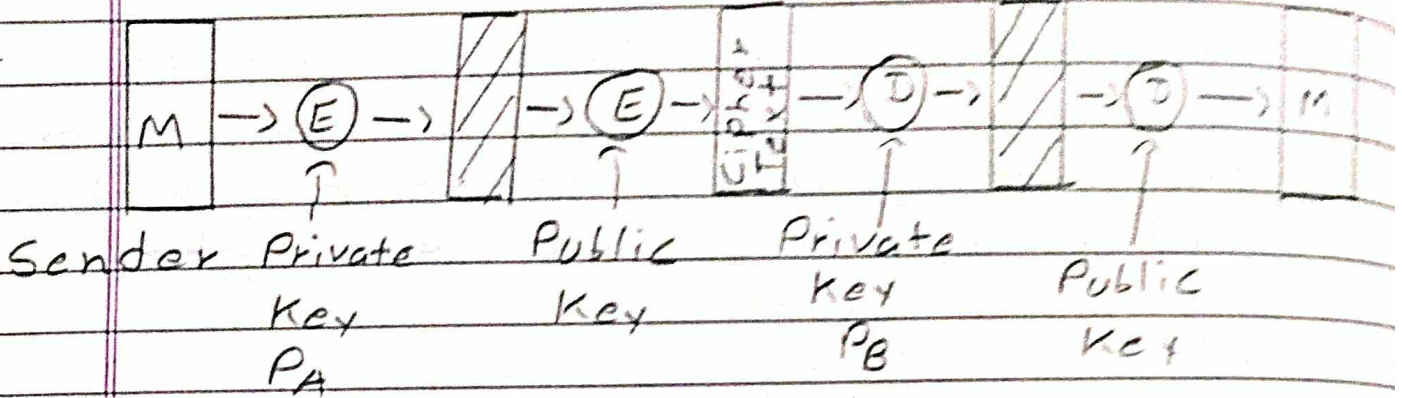 M → E → → E → Cipher Text → D → → D → M
Sender Private Key PA
Public Key
Private Key PB
Public Key